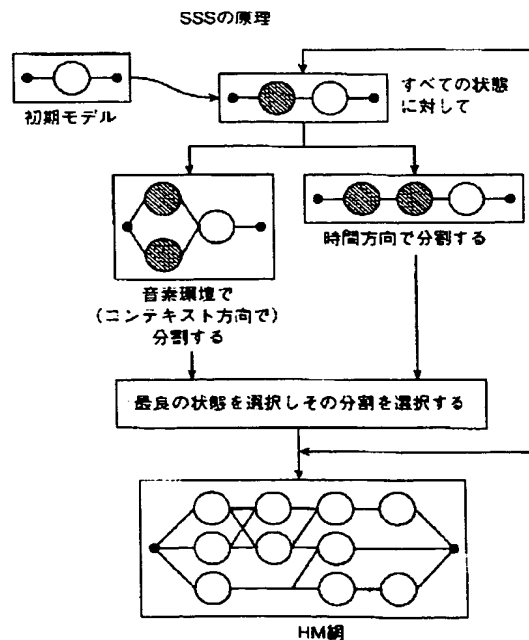 SSSの原理
初期モデル
すべての状態
に対して
時間方向で分割する
音素環境で
(コンテキスト方向で)
分割する
最良の状態を選択しその分割を選択する
HM網